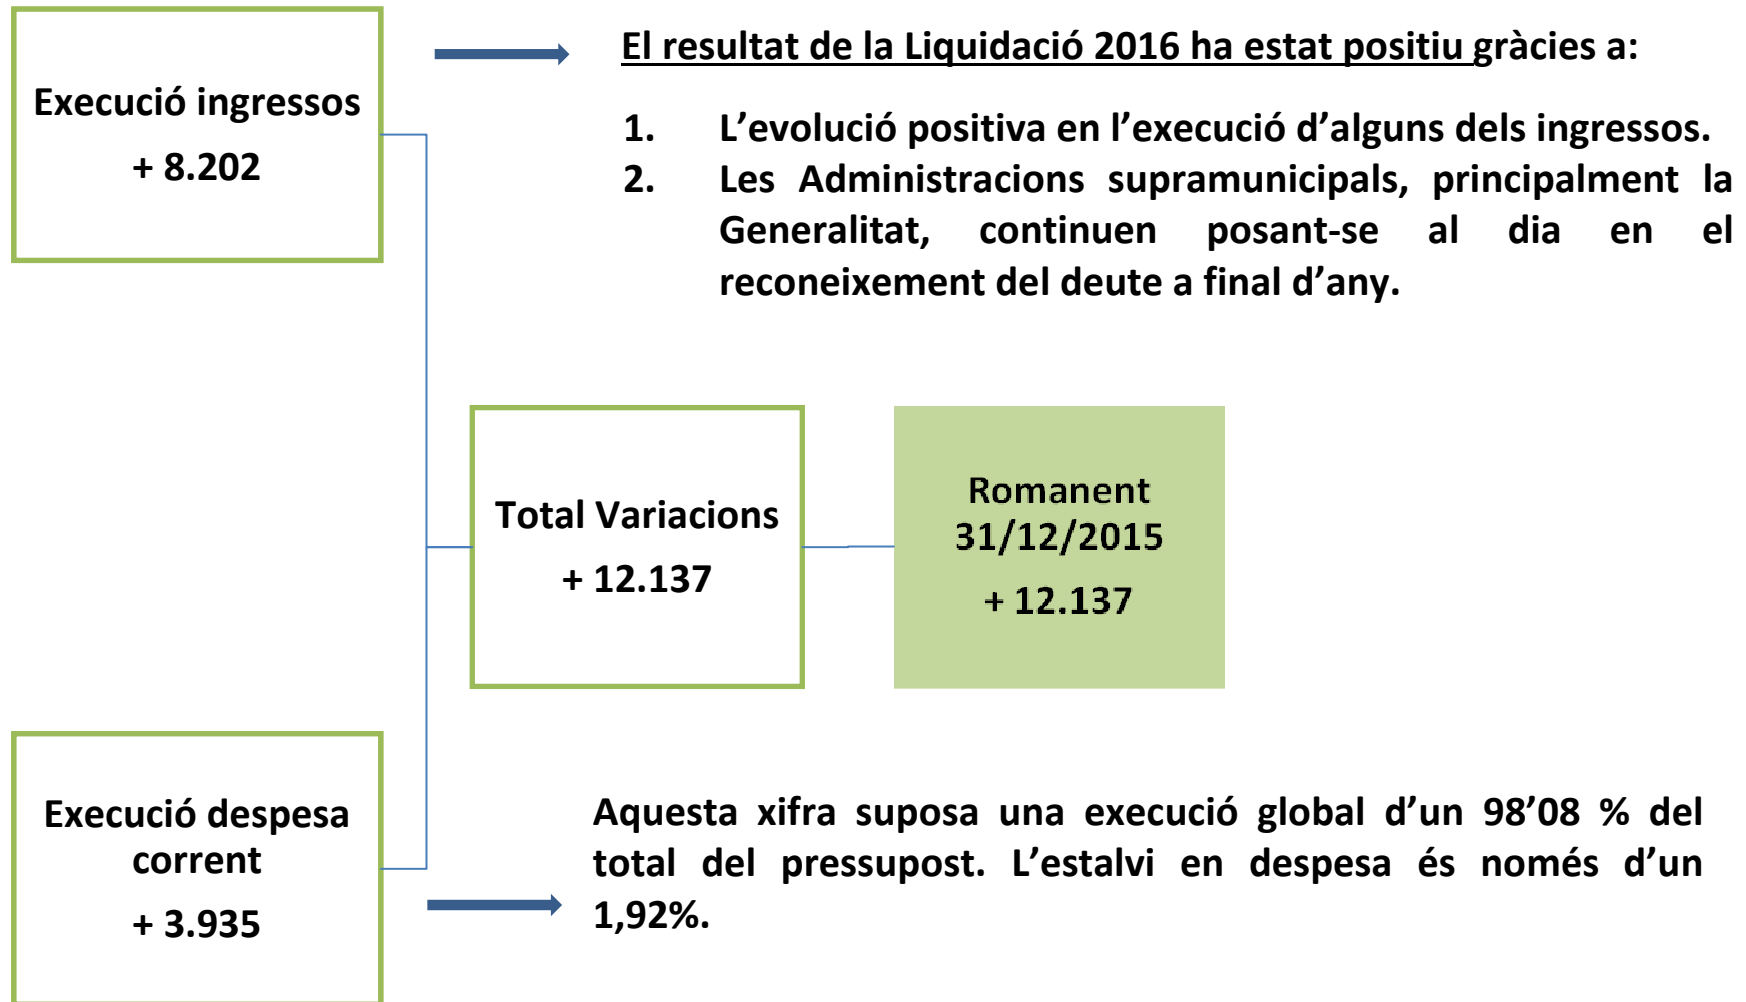 Execució ingressos
+ 8.202
El resultat de la Liquidació 2016 ha estat positiu gràcies a:
1. L’evolució positiva en l’execució d’alguns dels ingressos.
2. Les Administracions supramunicipals, principalment la
Generalitat, continuen posant-se al dia en el
reconeixement del deute a final d’any.
Total Variacions
+ 12.137
Romanent
31/12/2015
+ 12.137
Execució despesa
corrent
+ 3.935
Aquesta xifra suposa una execució global d’un 98’08 % del
total del pressupost. L’estalvi en despesa és només d’un
1,92%.